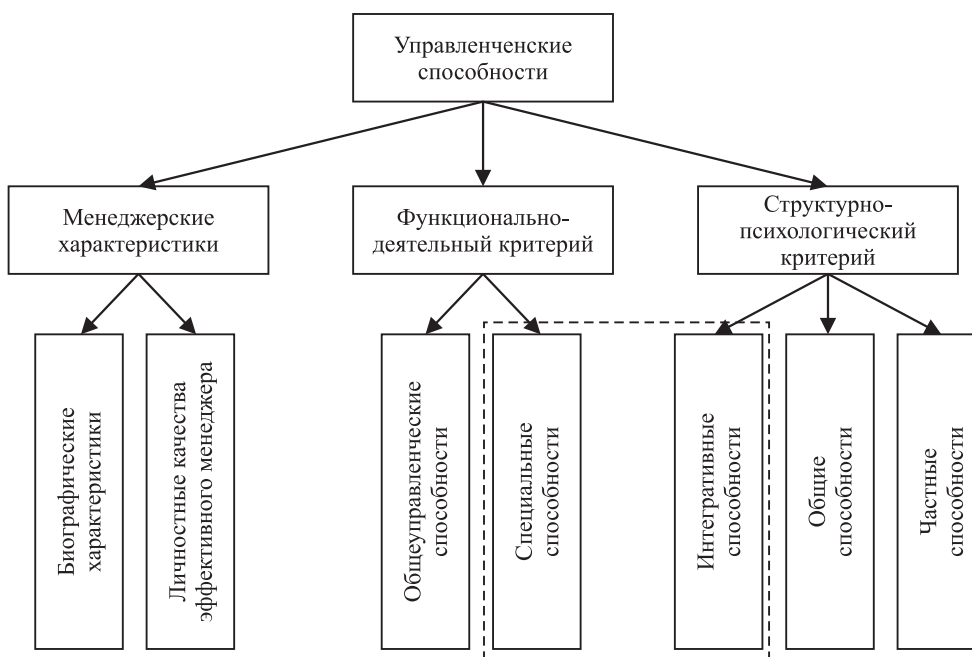 Управленченские
способности
Менеджерские
характеристики
Функционально-
деятельный критерий
Структурно-
психологический
критерий
Биографические
характеристики
Личностные качества
эффективного менеджера
Общеуправленческие
способности
Специальные
способности
Интегративные
способности
Общие
способности
Частные
способности